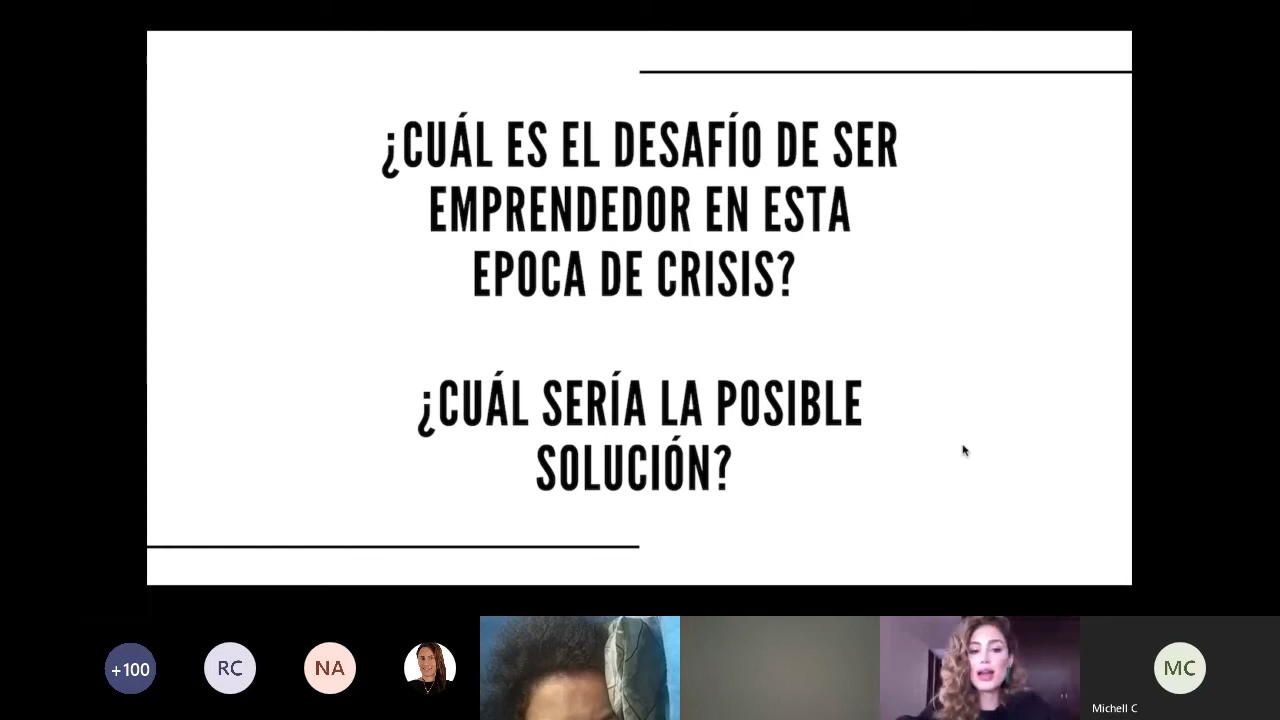 ¿CUÁL ES EL DESAFÍO DE SER
EMPRENDEDOR EN ESTA
EPOCA DE CRISIS?
¿CUÁL SERÍA LA POSIBLE
SOLUCIÓN?
+100
RC
NA
MC
Michell C